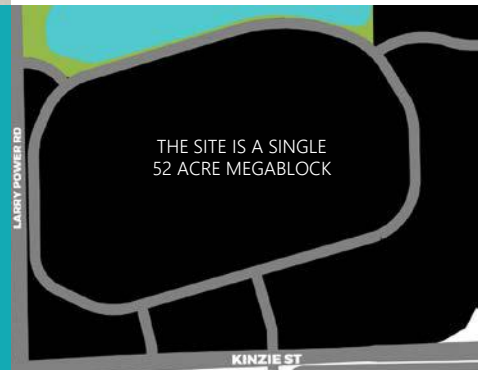 THE SITE IS A SINGLE
52 ACRE MEGABLOCK
LARRY POWER RD
KINZIE ST